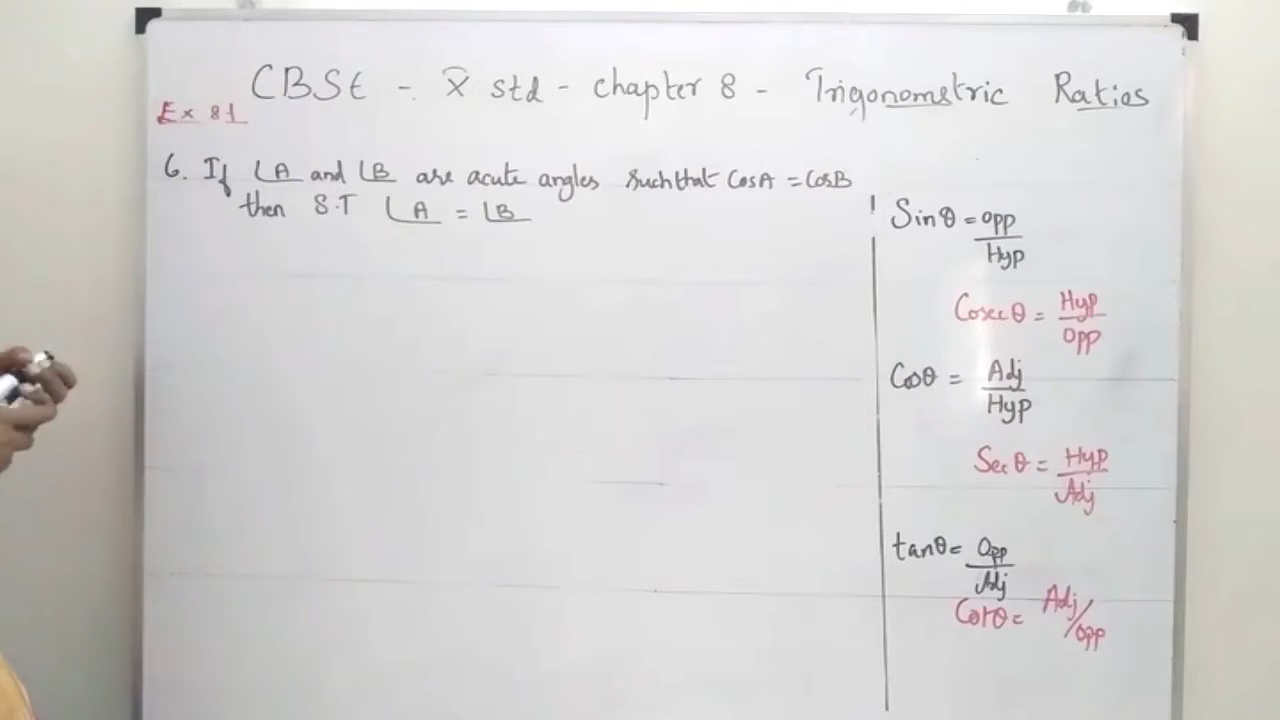 CBSE - X std - chapter 8 - Trigonometric Ratios
Ex 8.1
6. If ∠A and ∠B are acute angles such that CosA = CosB
then S.T ∠A = ∠B
Sinθ = opp/Hyp
Cosecθ = Hyp/opp
Cosθ = Adj/Hyp
Secθ = Hyp/Adj
tanθ = Opp/Adj
Cotθ = Adj/opp